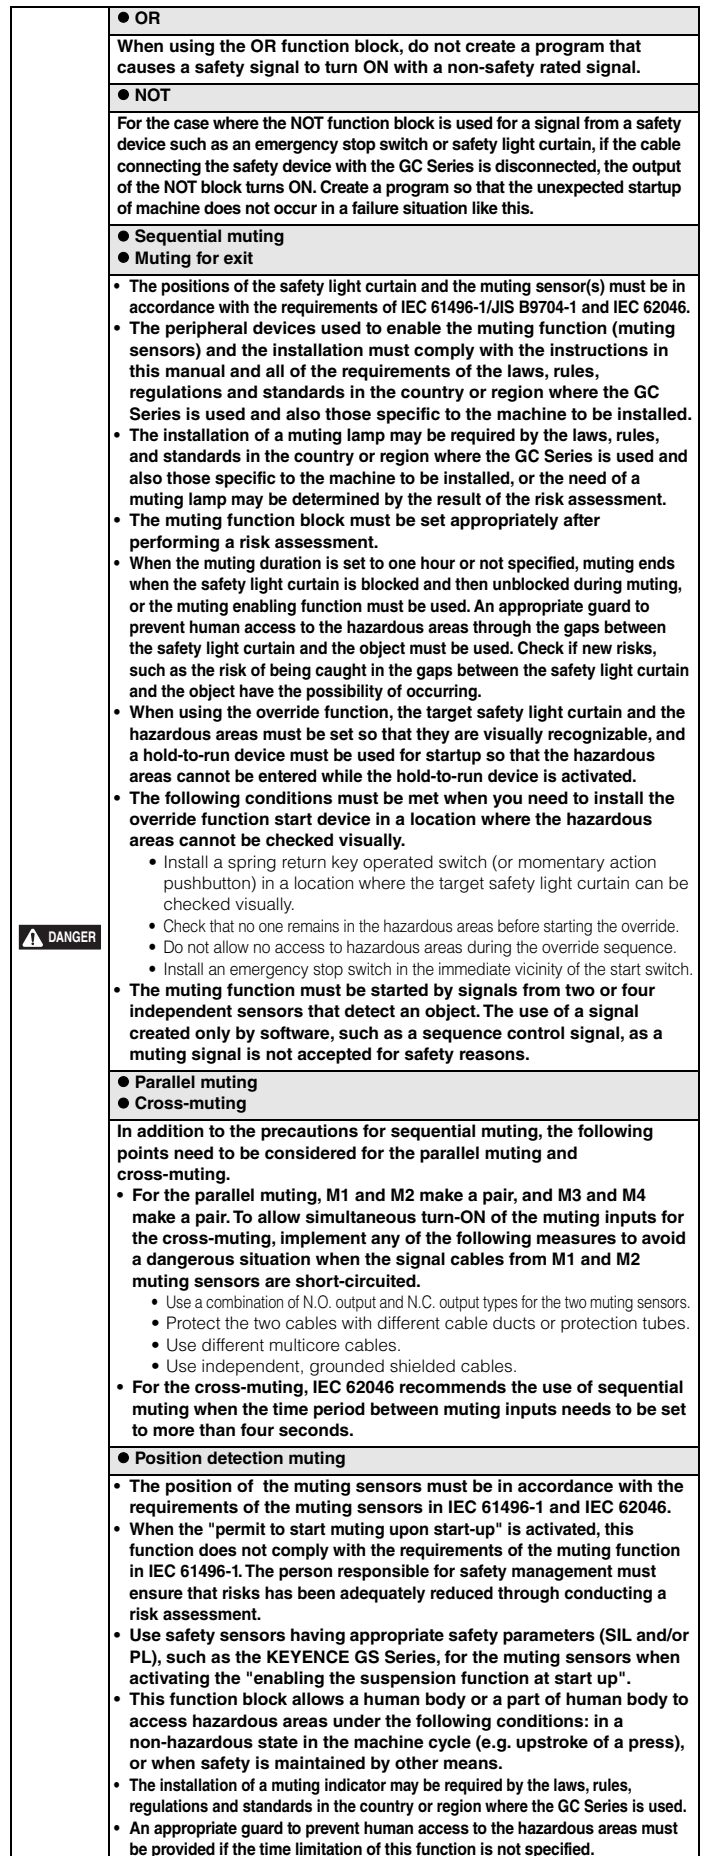 ● OR
When using the OR function block, do not create a program that
causes a safety signal to turn ON with a non-safety rated signal.
● NOT
For the case where the NOT function block is used for a signal from a safety
device such as an emergency stop switch or safety light curtain, if the cable
connecting the safety device with the GC Series is disconnected, the output
of the NOT block turns ON. Create a program so that the unexpected startup
of machine does not occur in a failure situation like this.
● Sequential muting
● Muting for exit
• The positions of the safety light curtain and the muting sensor(s) must be in
accordance with the requirements of IEC 61496-1/JIS B9704-1 and IEC 62046.
• The peripheral devices used to enable the muting function (muting
sensors) and the installation must comply with the instructions in
this manual and all of the requirements of the laws, rules,
regulations and standards in the country or region where the GC
Series is used and also those specific to the machine to be installed.
• The installation of a muting lamp may be required by the laws, rules,
and standards in the country or region where the GC Series is used and
also those specific to the machine to be installed, or the need of a
muting lamp may be determined by the result of the risk assessment.
• The muting function block must be set appropriately after
performing a risk assessment.
• When the muting duration is set to one hour or not specified, muting ends
when the safety light curtain is blocked and then unblocked during muting,
or the muting enabling function must be used. An appropriate guard to
prevent human access to the hazardous areas through the gaps between
the safety light curtain and the object must be used. Check if new risks,
such as the risk of being caught in the gaps between the safety light curtain
and the object have the possibility of occurring.
• When using the override function, the target safety light curtain and the
hazardous areas must be set so that they are visually recognizable, and
a hold-to-run device must be used for startup so that the hazardous
areas cannot be entered while the hold-to-run device is activated.
• The following conditions must be met when you need to install the
override function start device in a location where the hazardous
areas cannot be checked visually.
• Install a spring return key operated switch (or momentary action
pushbutton) in a location where the target safety light curtain can be
checked visually.
• Check that no one remains in the hazardous areas before starting the override.
• Do not allow no access to hazardous areas during the override sequence.
• Install an emergency stop switch in the immediate vicinity of the start switch.
DANGER
• The muting function must be started by signals from two or four
independent sensors that detect an object. The use of a signal
created only by software, such as a sequence control signal, as a
muting signal is not accepted for safety reasons.
● Parallel muting
● Cross-muting
In addition to the precautions for sequential muting, the following
points need to be considered for the parallel muting and
cross-muting.
• For the parallel muting, M1 and M2 make a pair, and M3 and M4
make a pair. To allow simultaneous turn-ON of the muting inputs for
the cross-muting, implement any of the following measures to avoid
a dangerous situation when the signal cables from M1 and M2
muting sensors are short-circuited.
• Use a combination of N.O. output and N.C. output types for the two muting sensors.
• Protect the two cables with different cable ducts or protection tubes.
• Use different multicore cables.
• Use independent, grounded shielded cables.
• For the cross-muting, IEC 62046 recommends the use of sequential
muting when the time period between muting inputs needs to be set
to more than four seconds.
● Position detection muting
• The position of the muting sensors must be in accordance with the
requirements of the muting sensors in IEC 61496-1 and IEC 62046.
• When the "permit to start muting upon start-up" is activated, this
function does not comply with the requirements of the muting function
in IEC 61496-1. The person responsible for safety management must
ensure that risks has been adequately reduced through conducting a
risk assessment.
• Use safety sensors having appropriate safety parameters (SIL and/or
PL), such as the KEYENCE GS Series, for the muting sensors when
activating the "enabling the suspension function at start up".
• This function block allows a human body or a part of human body to
access hazardous areas under the following conditions: in a
non-hazardous state in the machine cycle (e.g. upstroke of a press),
or when safety is maintained by other means.
• The installation of a muting indicator may be required by the laws, rules,
regulations and standards in the country or region where the GC Series is used.
• An appropriate guard to prevent human access to the hazardous areas must
be provided if the time limitation of this function is not specified.